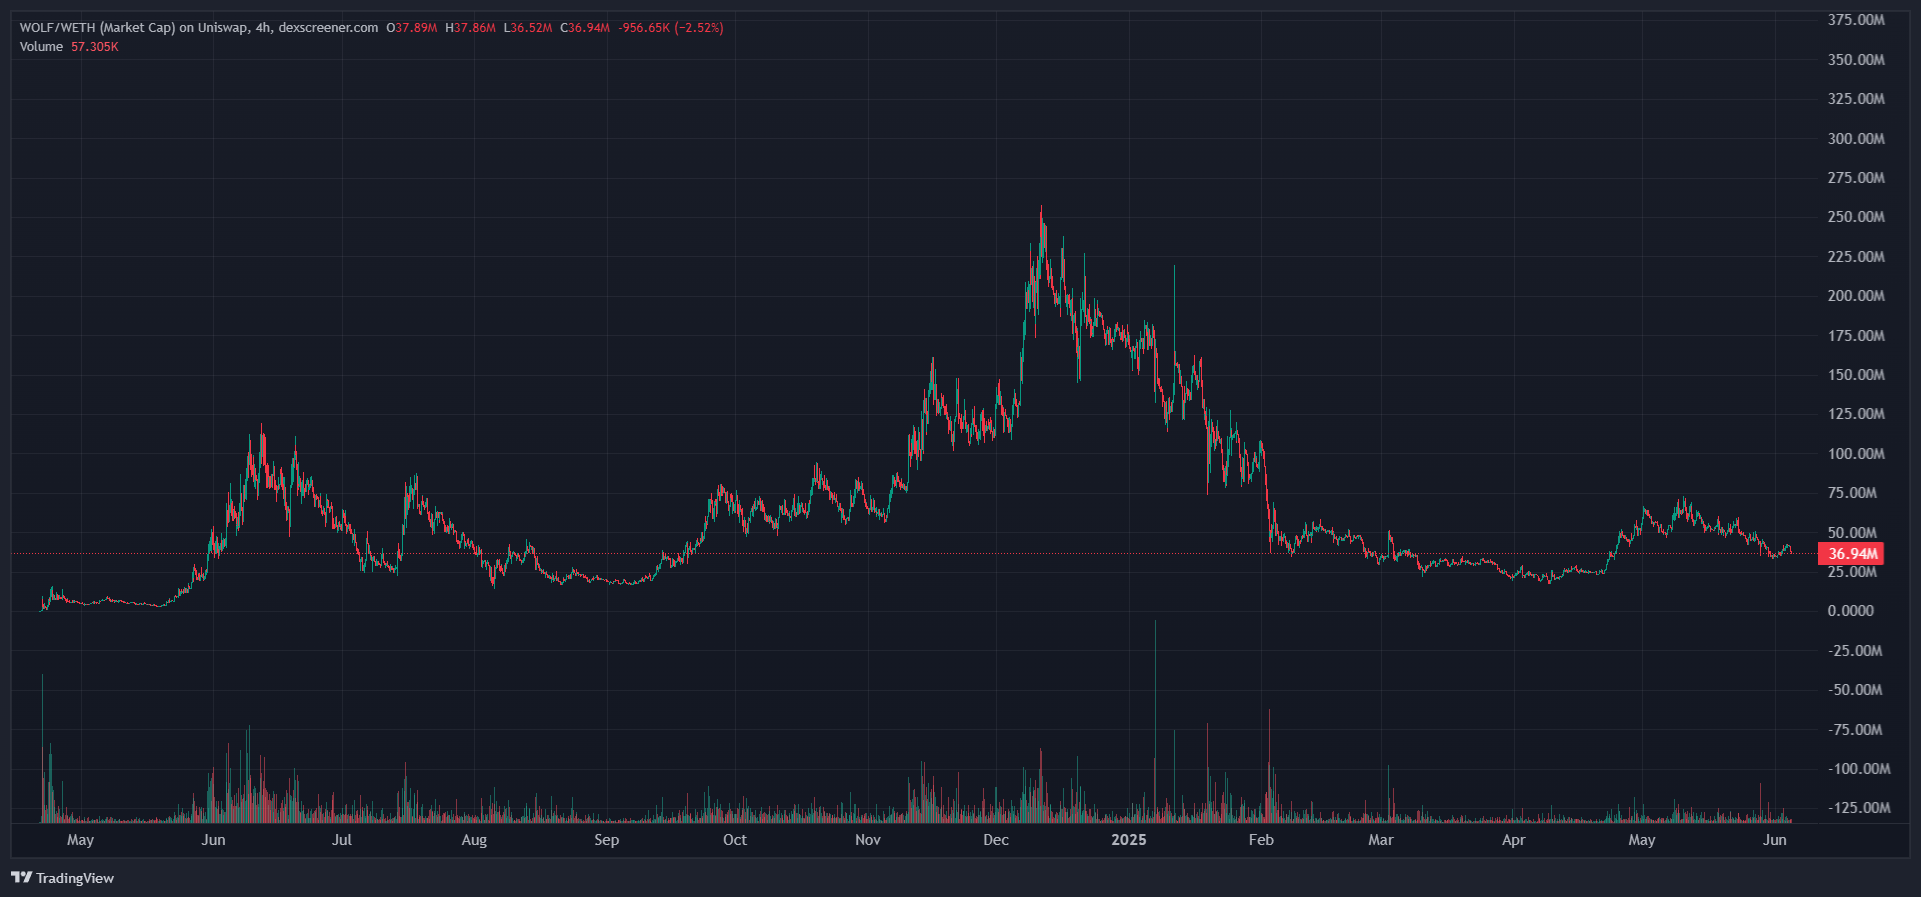 WOLF/WETH (Market Cap) on Uniswap, 4h, dexscreener.com O37.89M H37.86M L36.52M C36.94M -956.65K (−2.52%)
Volume 57.305K
375.00M
350.00M
325.00M
300.00M
275.00M
250.00M
225.00M
200.00M
175.00M
150.00M
125.00M
100.00M
75.00M
50.00M
36.94M
25.00M
0.0000
-25.00M
-50.00M
-75.00M
-100.00M
-125.00M
May Jun Jul Aug Sep Oct Nov Dec 2025 Feb Mar Apr May Jun
TradingView